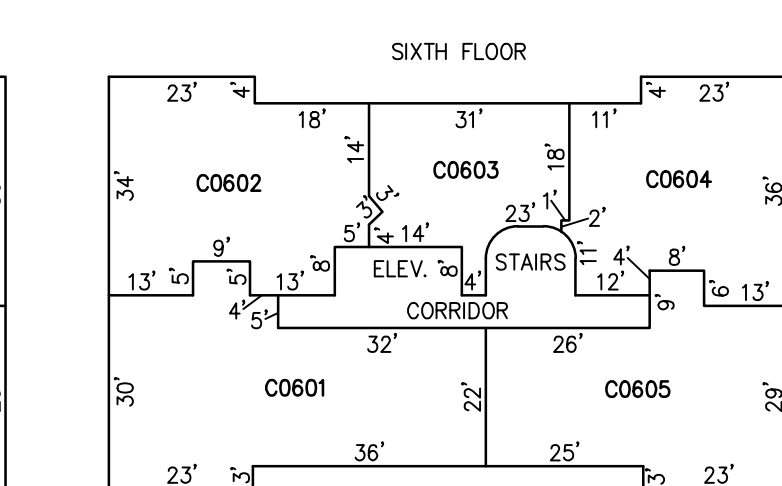 SIXTH FLOOR
23' 4' 4' 23'
18' 31' 11'
14' 18'
34' C0602 C0603 C0604 36'
3' 3' 1' 2'
23'
5' 4' 14'
9' 8' ELEV. 8' STAIRS 11' 4' 8'
13' 5' 5' 13' 4' 12' 6' 13'
4' 5' CORRIDOR 9'
32' 26'
30' C0601 22' C0605 29'
36' 25'
23' 3' 3' 23'